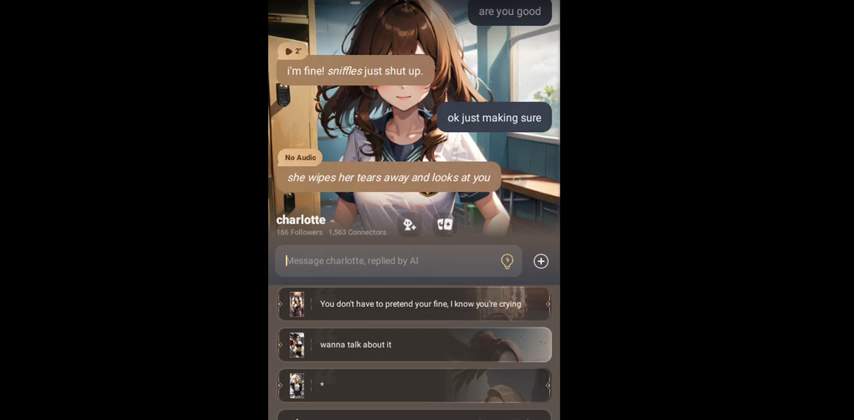 are you good
2"
i'm fine! sniffles just shut up.
ok just making sure
No Audio
she wipes her tears away and looks at you
charlotte
166 Followers 1,563 Connectors
Message charlotte, replied by AI
You don't have to pretend your fine, I know you're crying
wanna talk about it
*